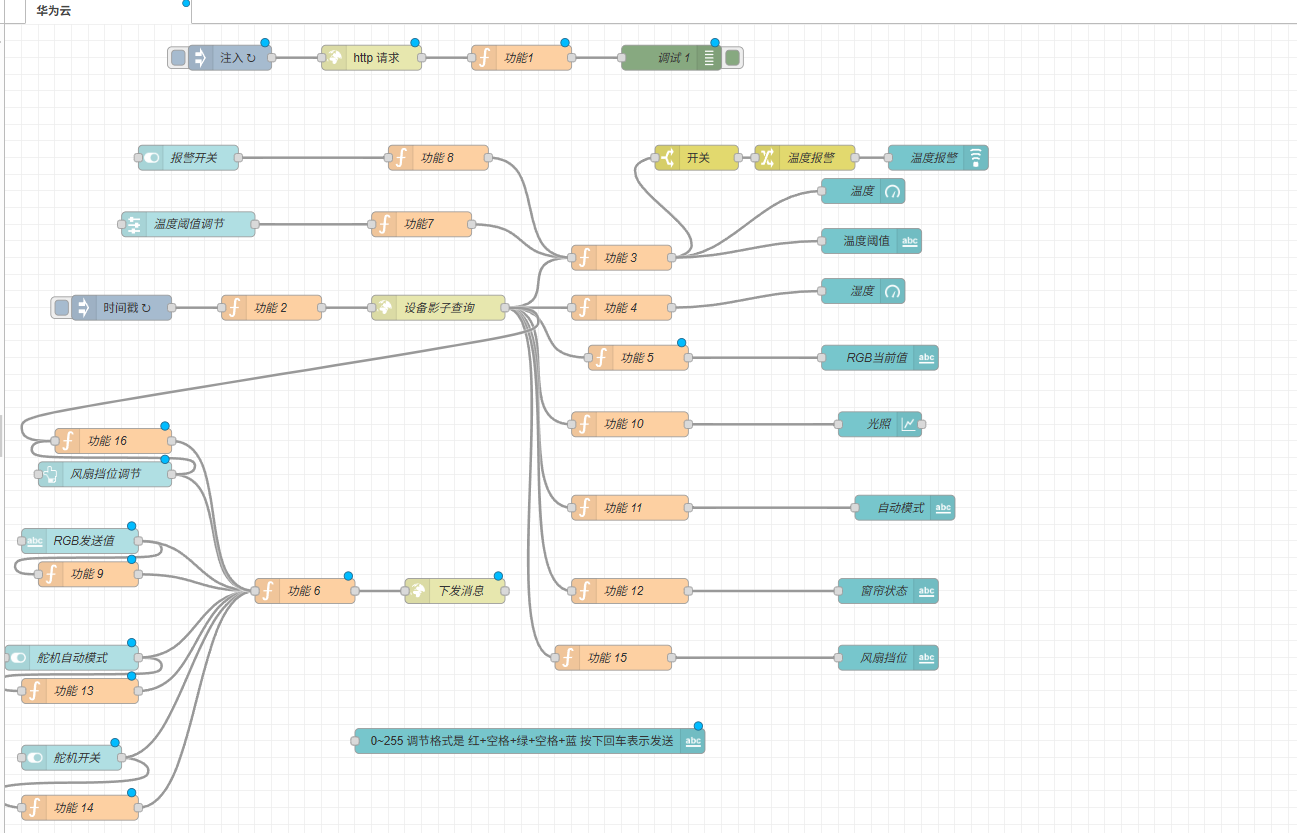 华为云
注入 ↻
http 请求
功能1
调试 1
报警开关
功能 8
开关
温度报警
温度报警
温度
温度阈值调节
功能7
温度阈值
abc
功能 3
时间戳 ↻
功能 2
设备影子查询
功能 4
湿度
功能 5
RGB当前值
abc
功能 10
光照
功能 16
风扇挡位调节
功能 11
自动模式
abc
abc
RGB发送值
功能 9
功能 6
下发消息
功能 12
窗帘状态
abc
舵机自动模式
功能 15
风扇挡位
abc
功能 13
0~255 调节格式是 红+空格+绿+空格+蓝 按下回车表示发送
abc
舵机开关
功能 14